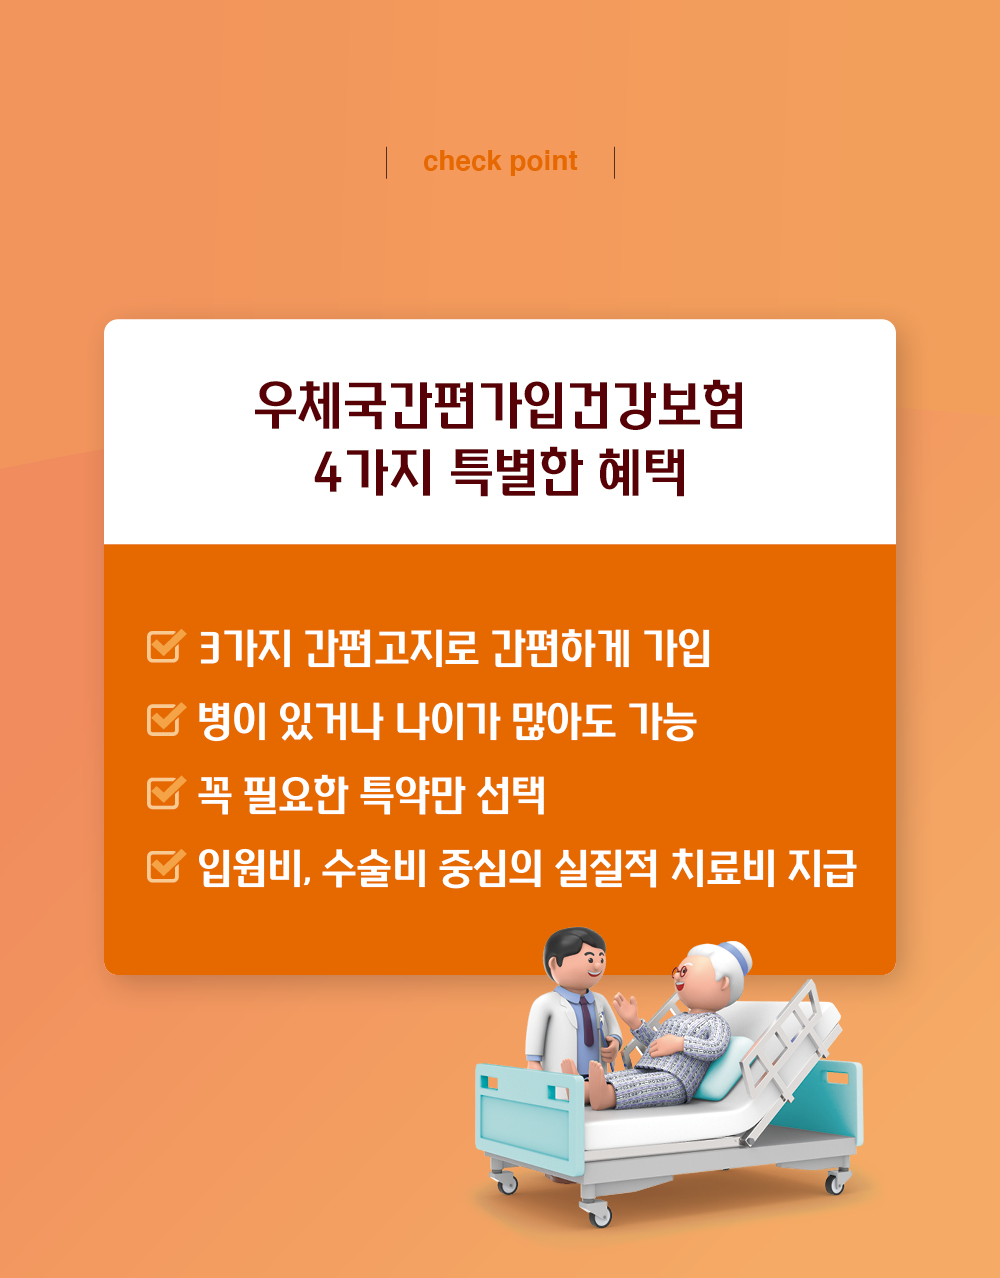 check point
우체국간편가입건강보험
4가지 특별한 혜택
3가지 간편고지로 간편하게 가입
병이 있거나 나이가 많아도 가능
꼭 필요한 특약만 선택
입원비, 수술비 중심의 실질적 치료비 지급